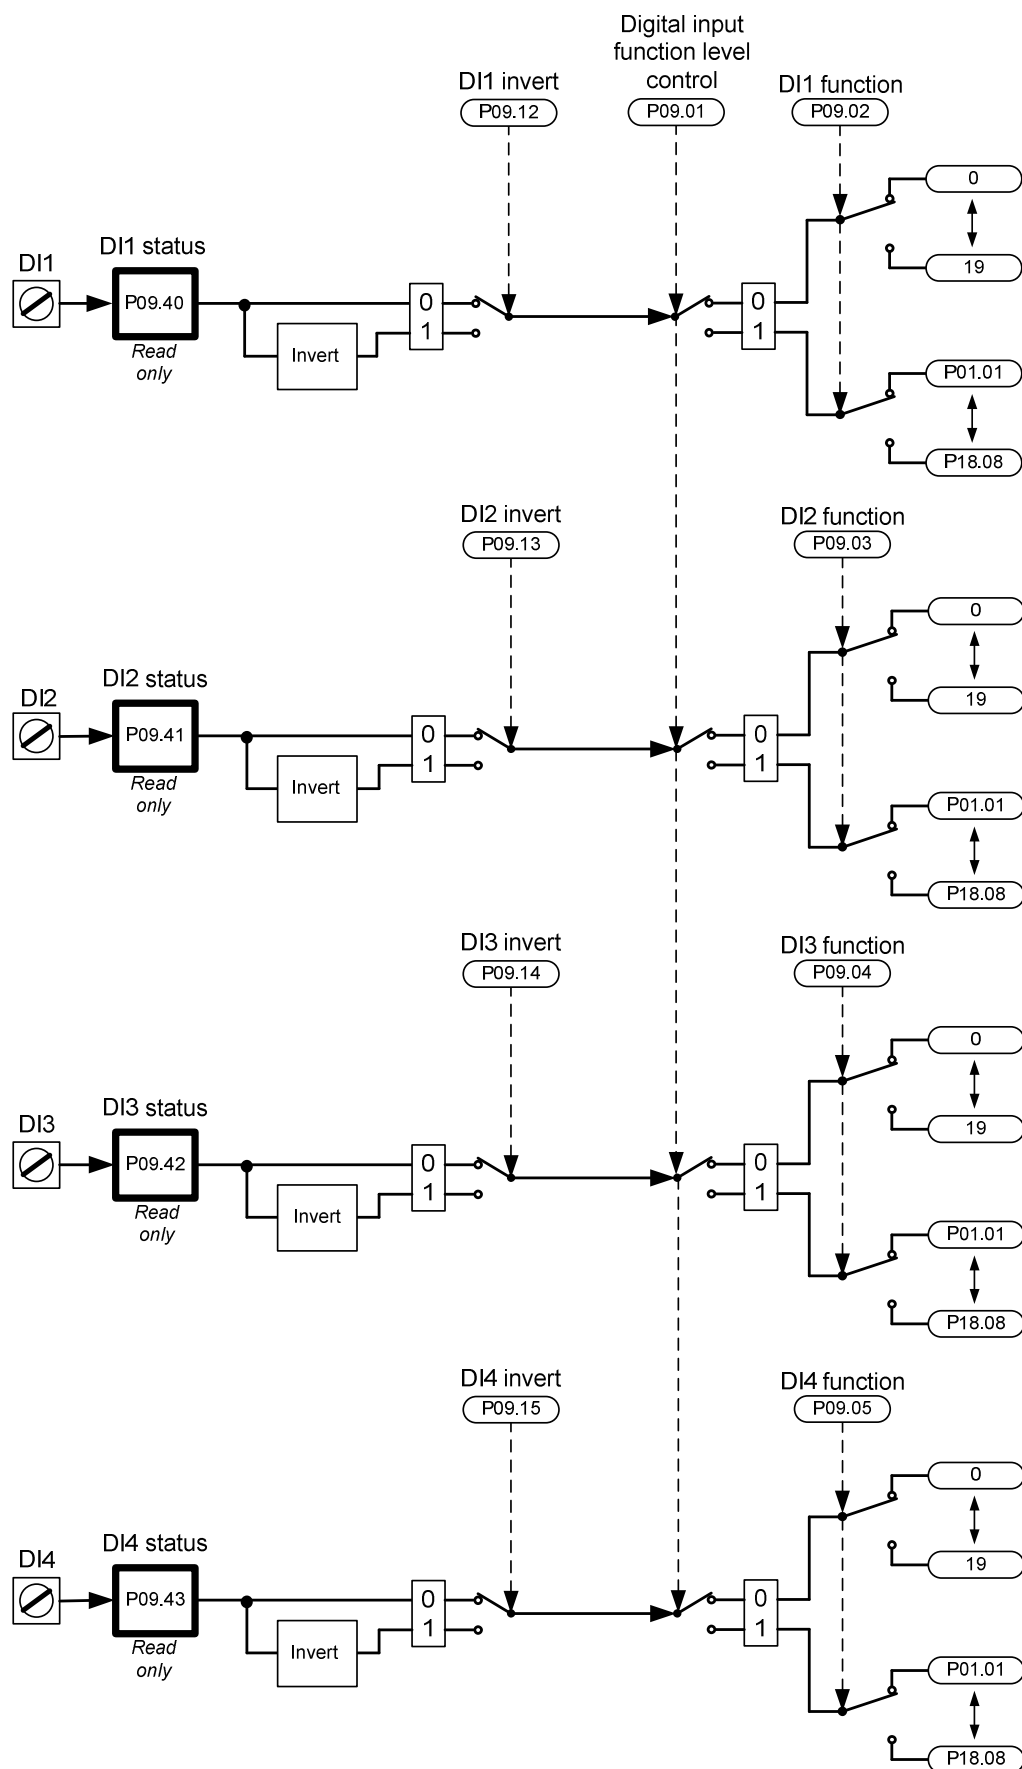 Digital input
function level
control
DI1 invert
DI1 function
P09.12
P09.01
P09.02
0
DI1 status
DI1
19
P09.40
0
1
0
1
Invert
Read
only
P01.01
P18.08
DI2 invert
DI2 function
P09.13
P09.03
0
DI2 status
DI2
19
P09.41
0
1
0
1
Invert
Read
only
P01.01
P18.08
DI3 invert
DI3 function
P09.14
P09.04
0
DI3 status
DI3
19
P09.42
0
1
0
1
Invert
Read
only
P01.01
P18.08
DI4 invert
DI4 function
P09.15
P09.05
0
DI4 status
DI4
19
P09.43
0
1
0
1
Invert
Read
only
P01.01
P18.08